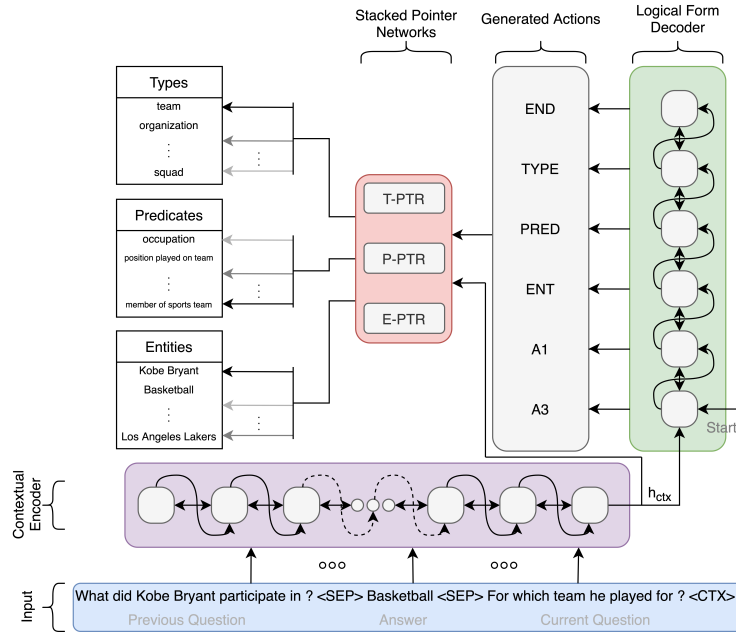 Stacked Pointer
Networks
Generated Actions
Logical Form
Decoder
Types
team
organization
squad
Predicates
occupation
position played on team
member of sports team
Entities
Kobe Bryant
Basketball
Los Angeles Lakers
T-PTR
P-PTR
E-PTR
END
TYPE
PRED
ENT
A1
A3
Start
hctx
Contextual
Encoder
Input
What did Kobe Bryant participate in ? <SEP> Basketball <SEP> For which team he played for ? <CTX>
Previous Question
Answer
Current Question